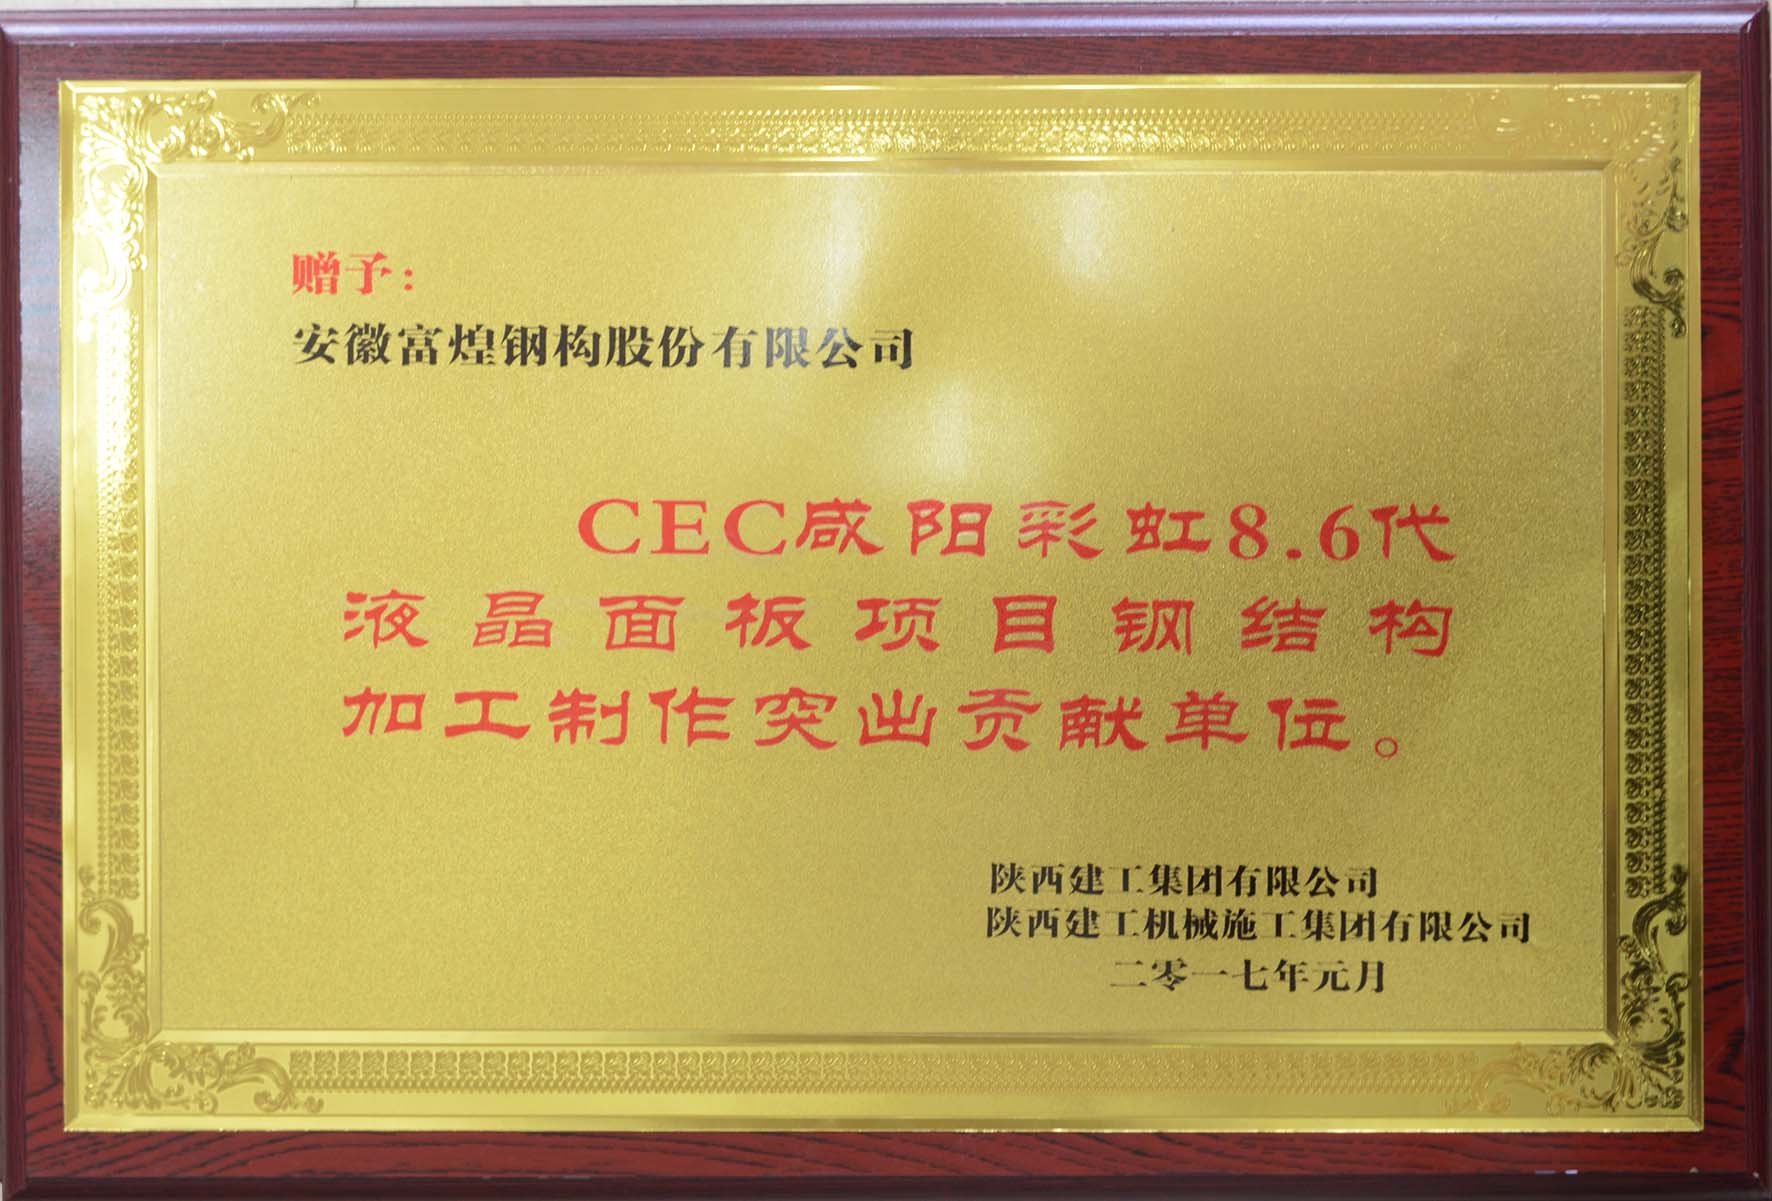 赠予：
安徽富煌钢构股份有限公司
CEC咸阳彩虹8.6代
液晶面板项目钢结构
加工制作突出贡献单位。
陕西建工集团有限公司
陕西建工机械施工集团有限公司
二零一七年元月